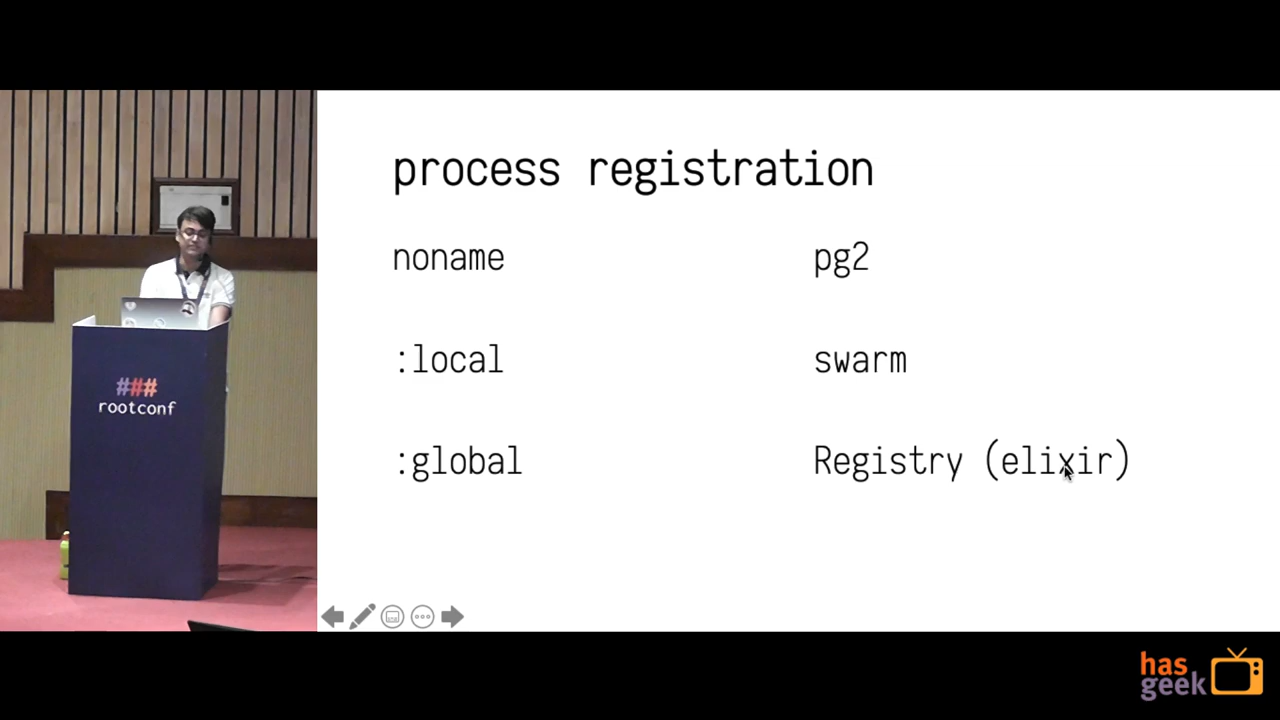 process registration
noname
pg2
:local
swarm
:global
Registry (elixir)
###
rootconf
has
geek